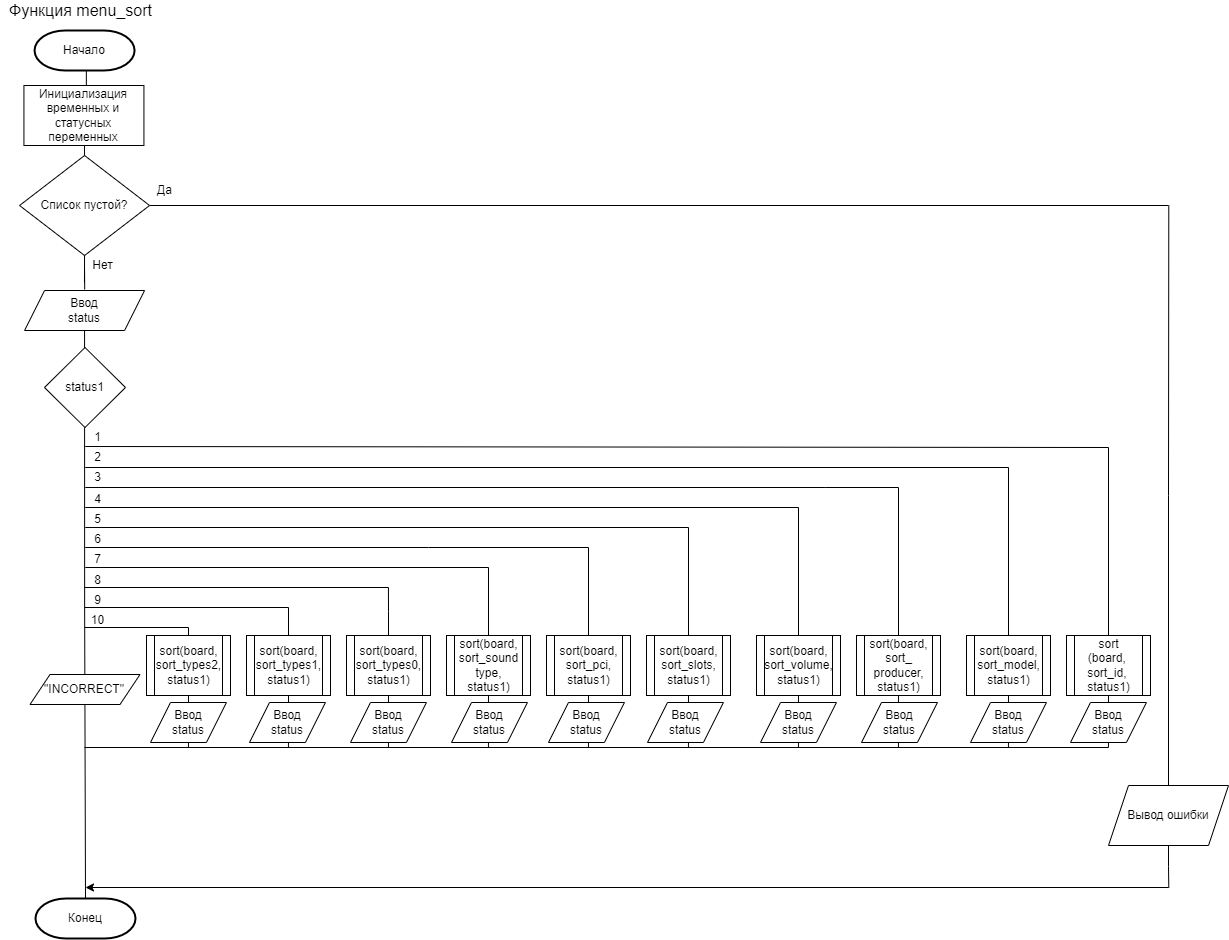 Функция menu_sort
Начало
Инициализация
временных и
статусных
переменных
Список пустой?
Да
Нет
Ввод
status
status1
1
2
3
4
5
6
7
8
9
10
"INCORRECT"
sort(board,
sort_types2,
status1)
sort(board,
sort_types1,
status1)
sort(board,
sort_types0,
status1)
sort(board,
sort_sound
type,
status1)
sort(board,
sort_pci,
status1)
sort(board,
sort_slots,
status1)
sort(board,
sort_volume,
status1)
sort(board,
sort_
producer,
status1)
sort(board,
sort_model,
status1)
sort
(board,
sort_id,
status1)
Ввод
status
Ввод
status
Ввод
status
Ввод
status
Ввод
status
Ввод
status
Ввод
status
Ввод
status
Ввод
status
Ввод
status
Вывод ошибки
Конец